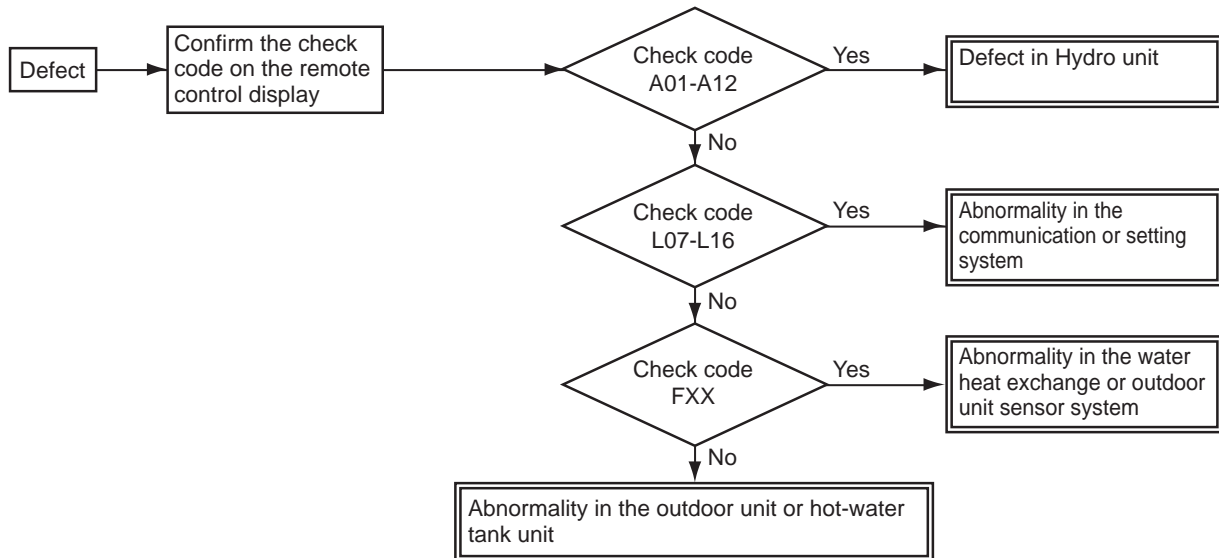 Defect
Confirm the check
code on the remote
control display
Check code
A01-A12
Yes
Defect in Hydro unit
No
Check code
L07-L16
Yes
Abnormality in the
communication or setting
system
No
Check code
FXX
Yes
Abnormality in the water
heat exchange or outdoor
unit sensor system
No
Abnormality in the outdoor unit or hot-water
tank unit